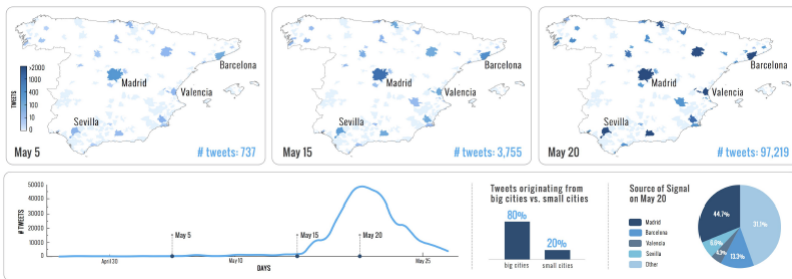 >2000
1000
400
100
10
0
TWEETS
Madrid
Barcelona
Valencia
Sevilla
May 5
# tweets: 737
Madrid
Barcelona
Valencia
Sevilla
May 15
# tweets: 3,755
Madrid
Barcelona
Valencia
Sevilla
May 20
# tweets: 97,219
# TWEETS
50000
40000
30000
20000
10000
0
May 5
May 15
May 20
April 20
May 10
May 25
DAYS
Tweets originating from
big cities vs. small cities
80%
20%
big cities
small cities
Source of Signal
on May 20
Madrid
Barcelona
Valencia
Sevilla
Other
44.7%
13.3%